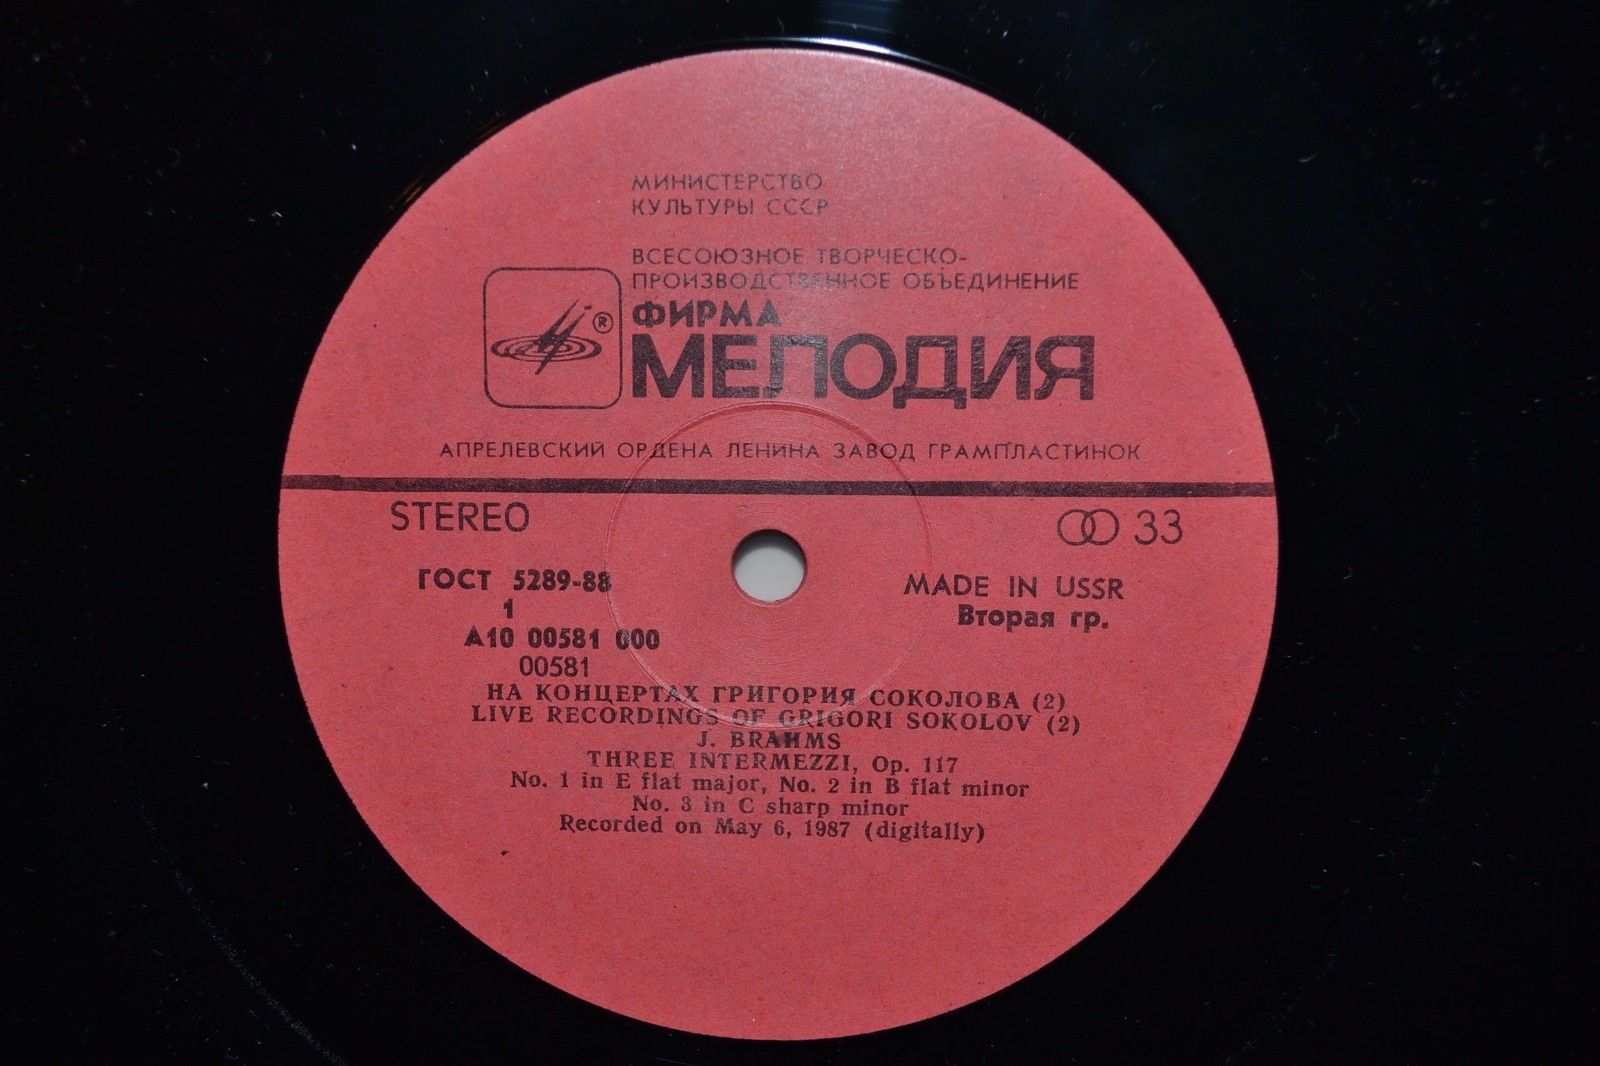 МИНИСТЕРСТВО
КУЛЬТУРЫ СССР
ВСЕСОЮЗНОЕ ТВОРЧЕСКО-
ПРОИЗВОДСТВЕННОЕ ОБЪЕДИНЕНИЕ
ФИРМА
®
МЕЛОДИЯ
АПРЕЛЕВСКИЙ ОРДЕНА ЛЕНИНА ЗАВОД ГРАМПЛАСТИНОК
STEREO 33
ГОСТ 5289-88 MADE IN USSR
1 Вторая гр.
А10 00581 000
00581
НА КОНЦЕРТАХ ГРИГОРИЯ СОКОЛОВА (2)
LIVE RECORDINGS OF GRIGORI SOKOLOV (2)
J. BRAHMS
THREE INTERMEZZI, Op. 117
No. 1 in E flat major, No. 2 in B flat minor
No. 3 in C sharp minor
Recorded on May 6, 1987 (digitally)